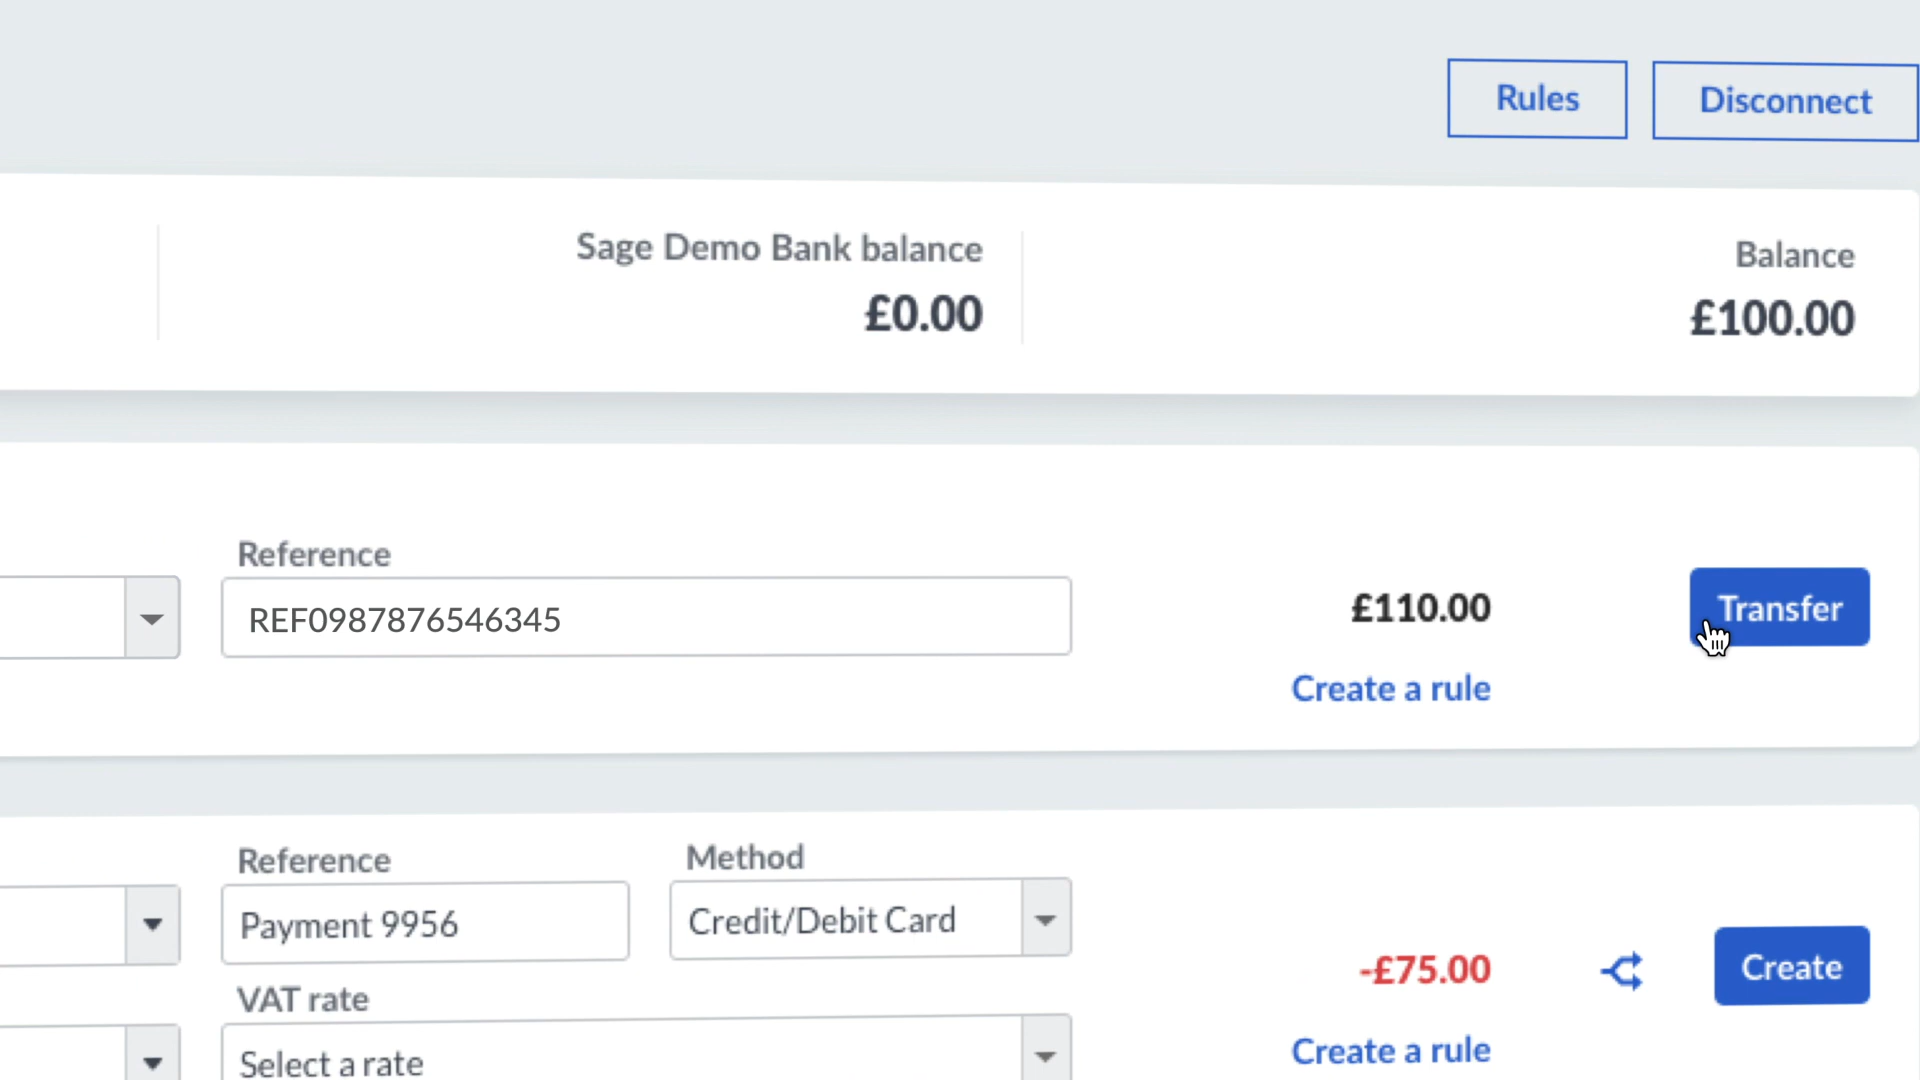 Rules
Disconnect
Sage Demo Bank balance
£0.00
Balance
£100.00
Reference
REF0987876546345
£110.00
Transfer
Create a rule
Reference
Payment 9956
Method
Credit/Debit Card
-£75.00
Create
VAT rate
Select a rate
Create a rule